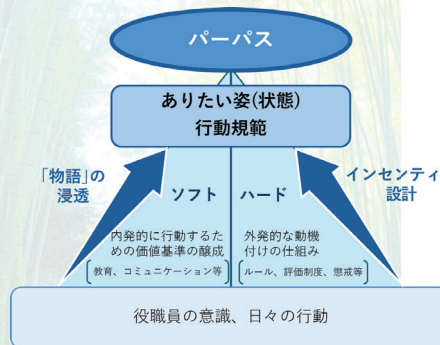 パーパス
ありたい姿(状態)
行動規範
「物語」の
浸透
ソフト
ハード
インセンティ
設計
内発的に行動するた
めの価値基準の醸成
教育、コミュニケーション等
外発的な動機
付けの仕組み
ルール、評価制度、懲戒等
役職員の意識、日々の行動